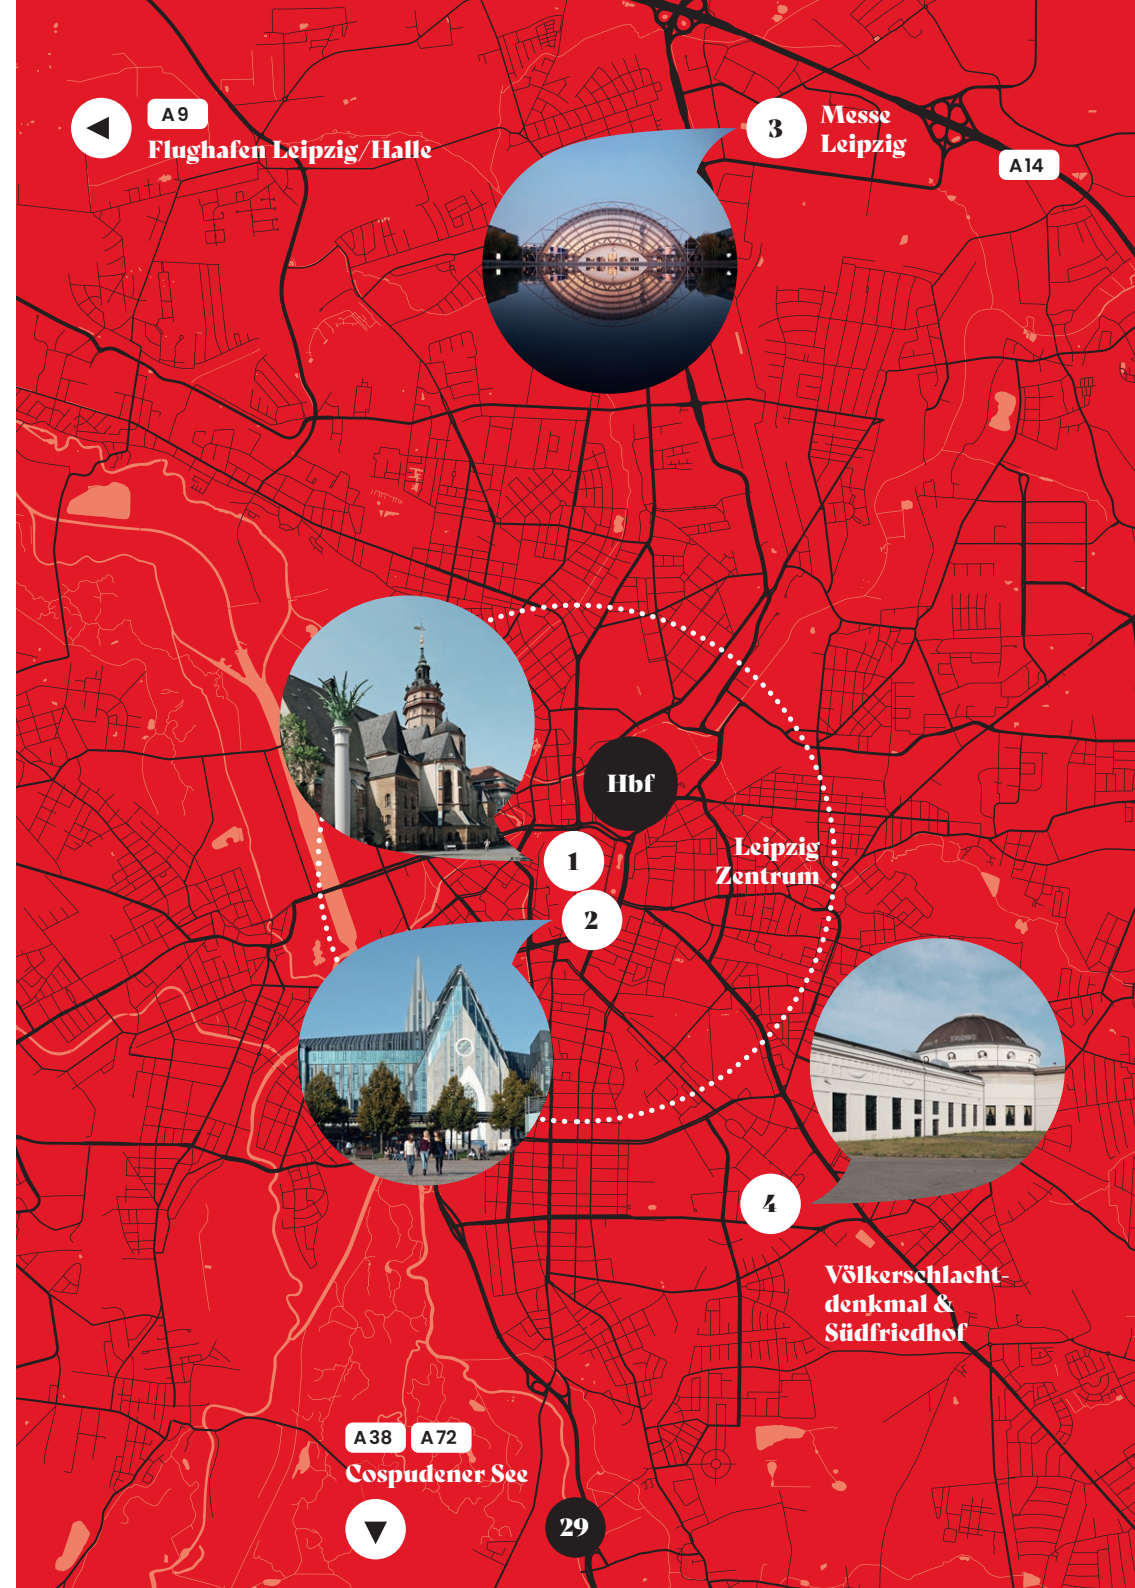 A9
Flughafen Leipzig/Halle
3
Messe
Leipzig
A14
Hbf
1
2
Leipzig
Zentrum
4
Völkerschlacht-
denkmal &
Südfriedhof
A38 A72
Cospudener See
29